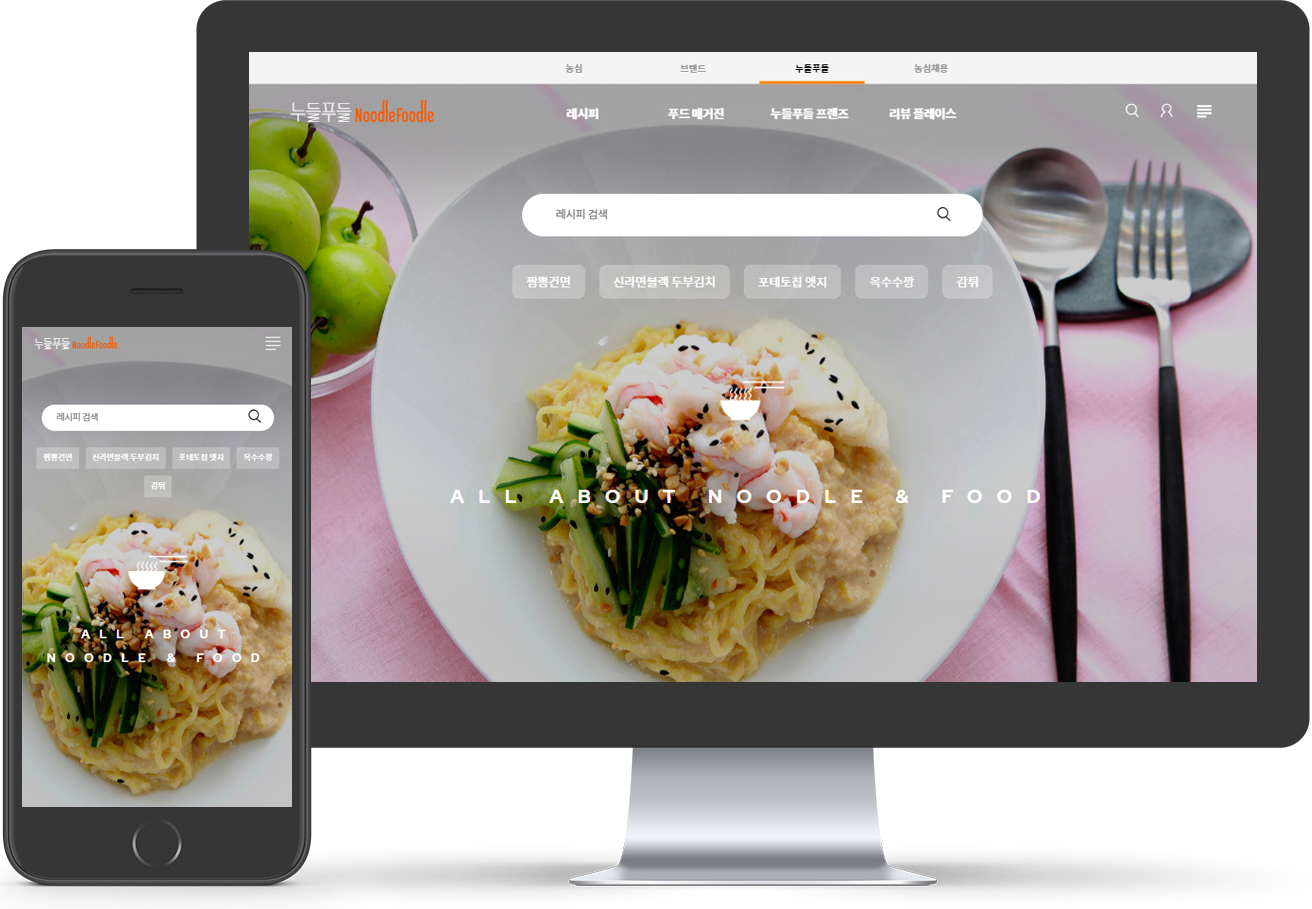 농심 브랜드 누들푸들 농심채용
누들푸들 NoodleFoodle 레시피 푸드 매거진 누들푸들 프렌즈 리뷰 플레이스
레시피 검색
짬뽕건면 신라면블랙 두부김치 포테토칩 엣지 옥수수깡 감튀
ALL ABOUT NOODLE & FOOD
누들푸들 NoodleFoodle
레시피 검색
짬뽕건면 신라면블랙 두부김치 포테토칩 엣지 옥수수깡
감튀
ALL ABOUT
NOODLE & FOOD